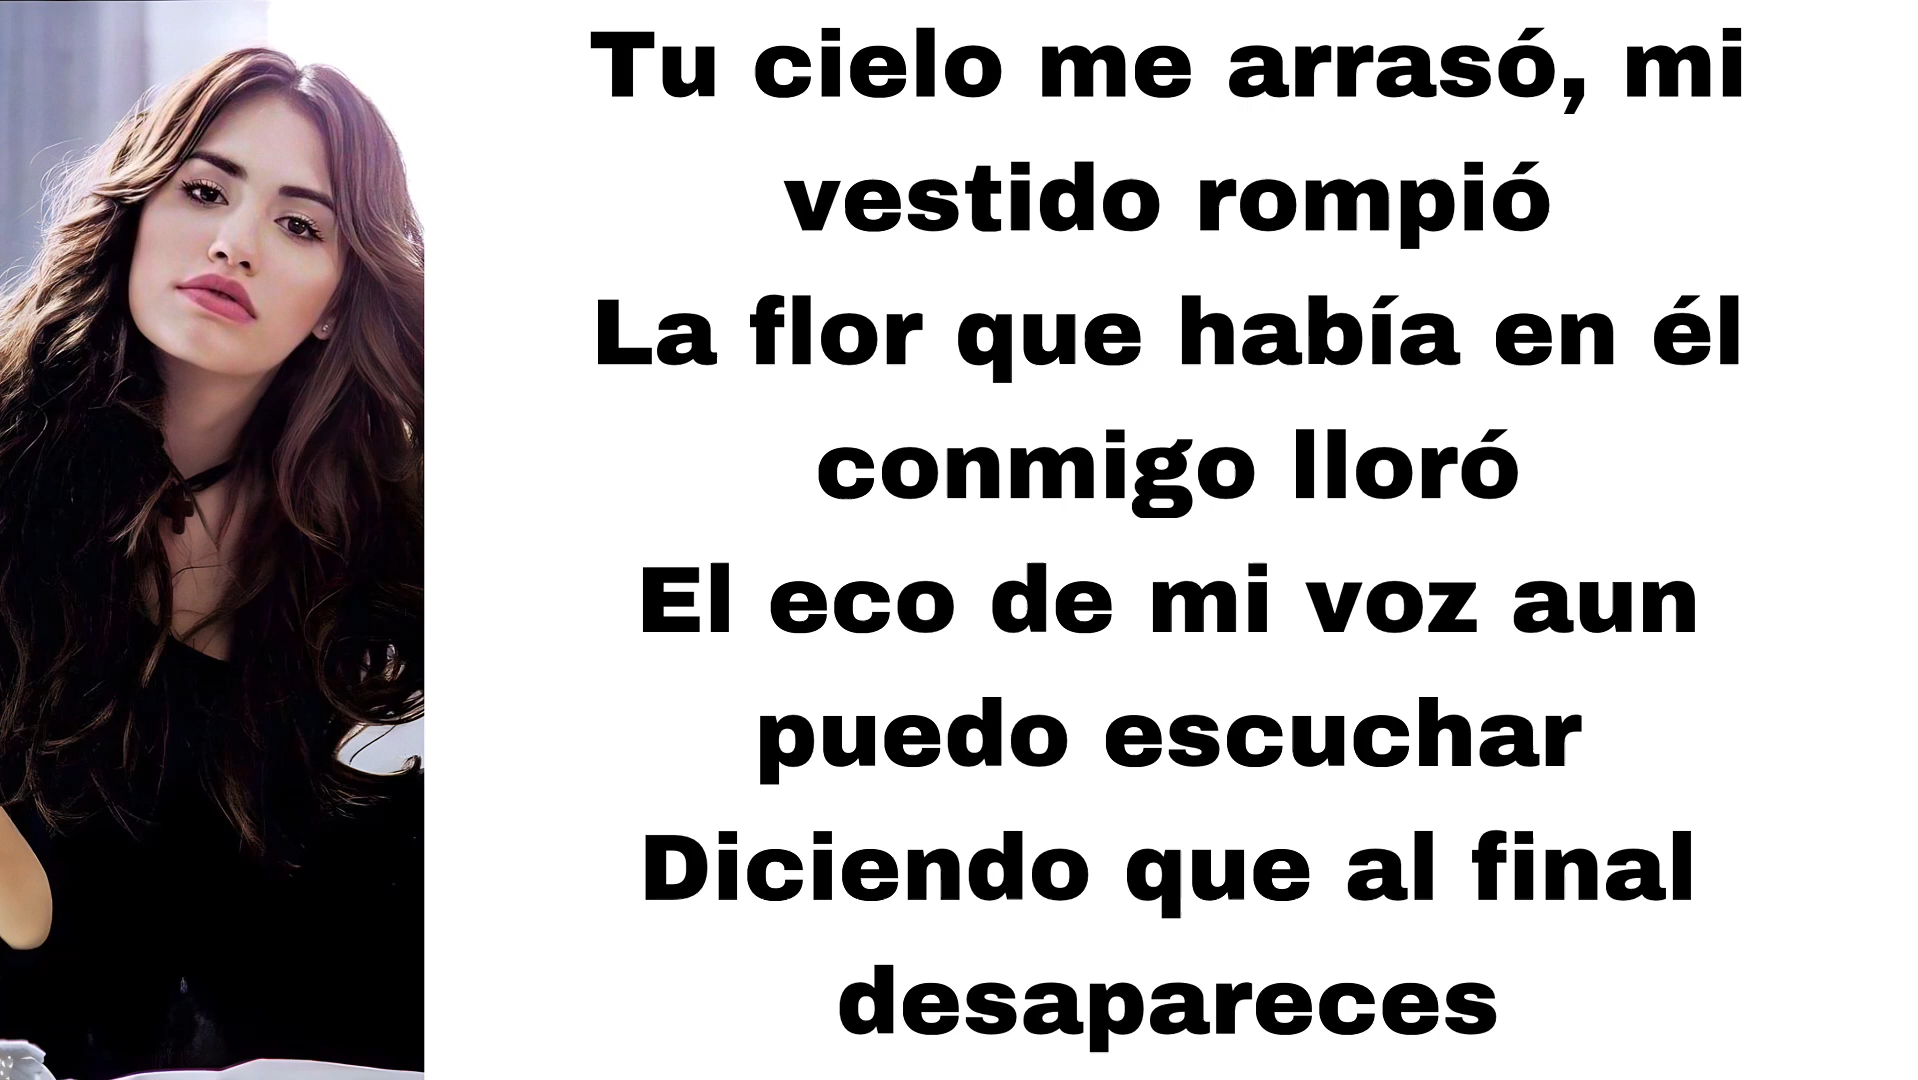 Tu cielo me arrasó, mi
vestido rompió
La flor que había en él
conmigo lloró
El eco de mi voz aun
puedo escuchar
Diciendo que al final
desapareces